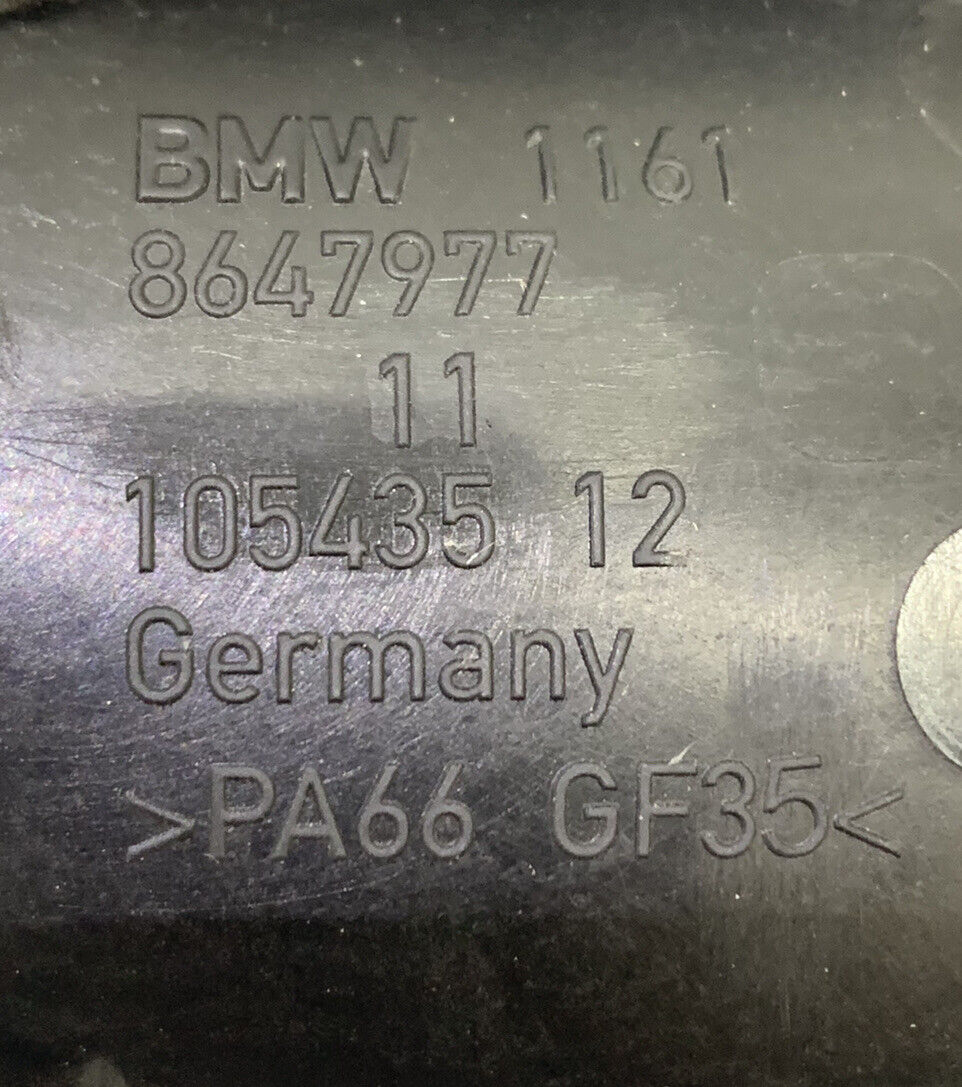 BMW 1161
8647977
11
105435 12
Germany
>PA66 GF35<